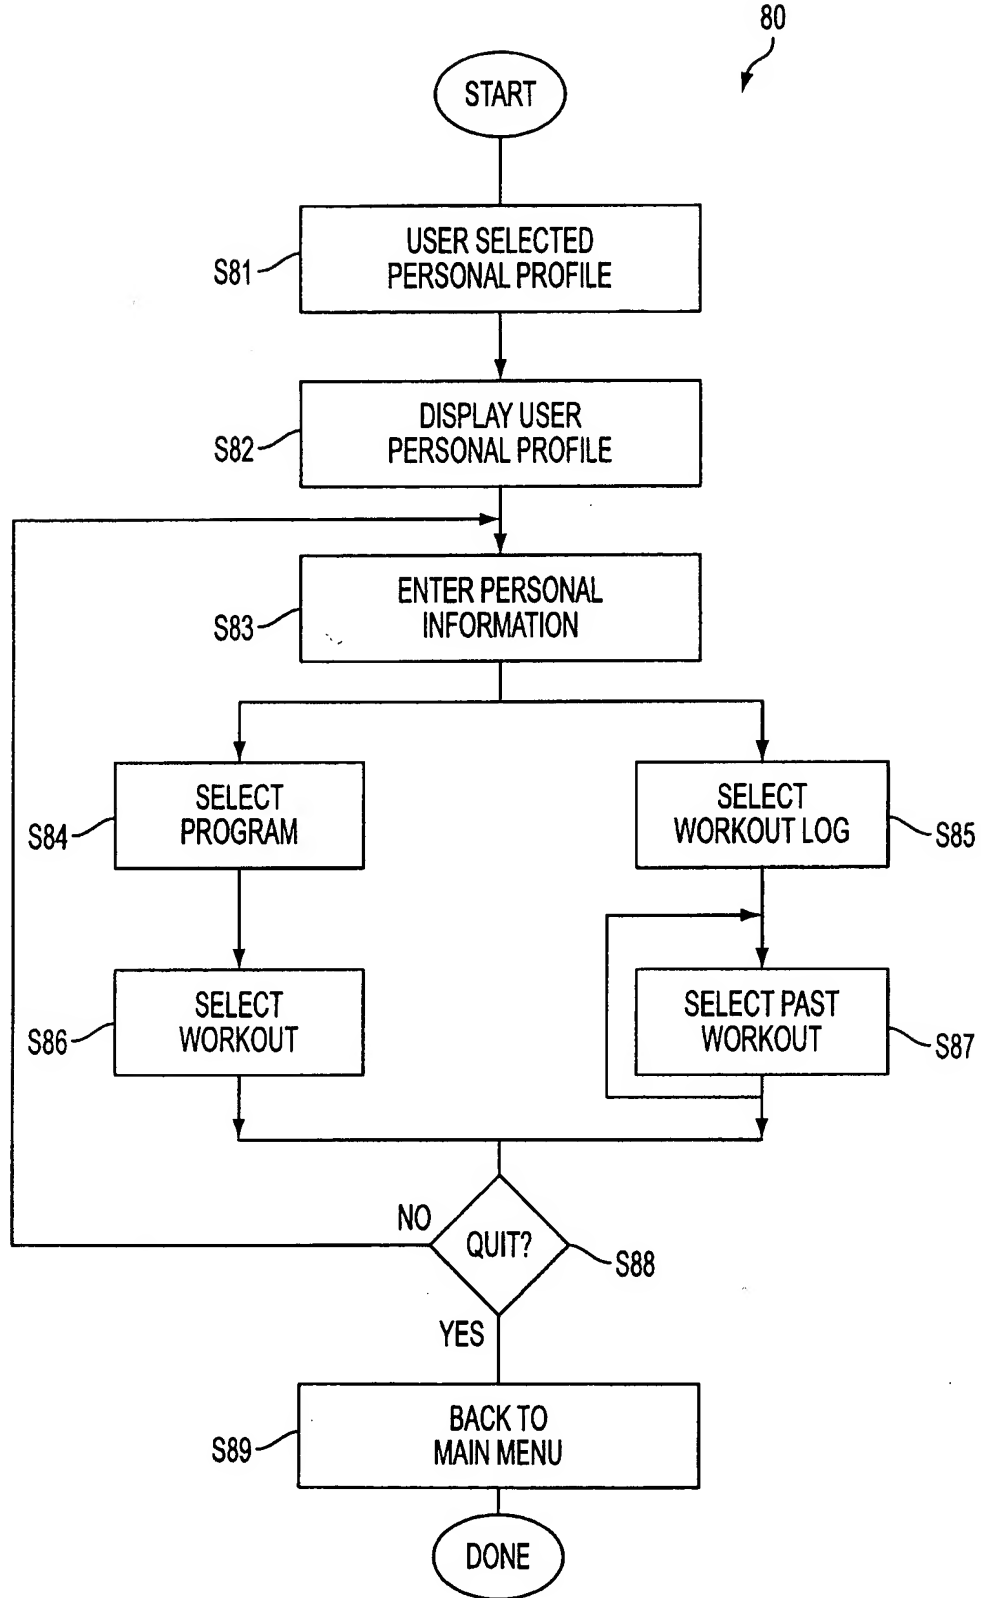 80
START
USER SELECTED
PERSONAL PROFILE
S81
DISPLAY USER
PERSONAL PROFILE
S82
ENTER PERSONAL
INFORMATION
S83
SELECT
PROGRAM
S84
SELECT
WORKOUT LOG
S85
SELECT
WORKOUT
S86
SELECT PAST
WORKOUT
S87
NO
QUIT?
S88
YES
BACK TO
MAIN MENU
S89
DONE